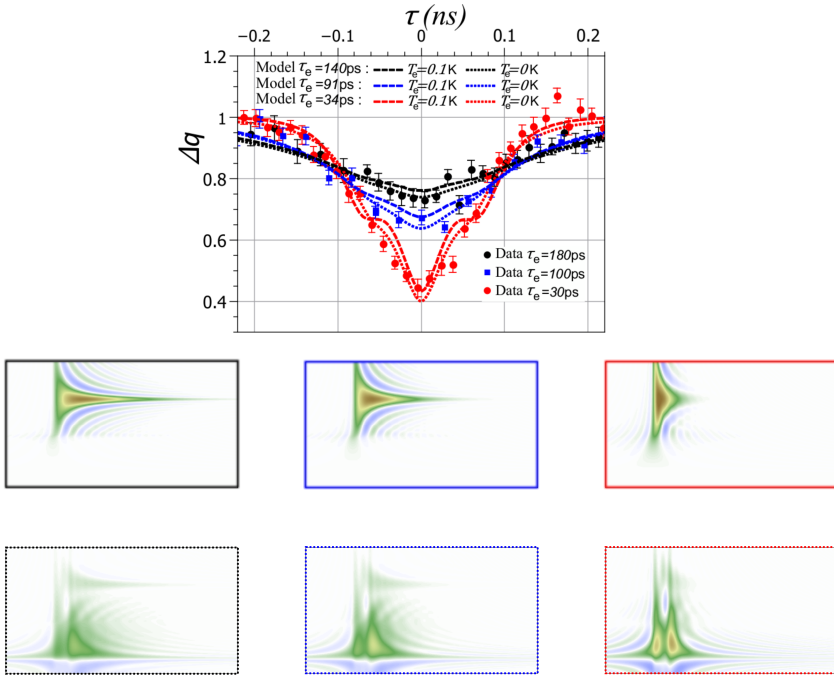 τ (ns)
−0.2 −0.1 0 0.1 0.2
1.2
1
0.8
0.6
0.4
Δq
Model τe=140ps : Te=0.1K Te=0K
Model τe=91ps : Te=0.1K Te=0K
Model τe=34ps : Te=0.1K Te=0K
Data τe=180ps
Data τe=100ps
Data τe=30ps